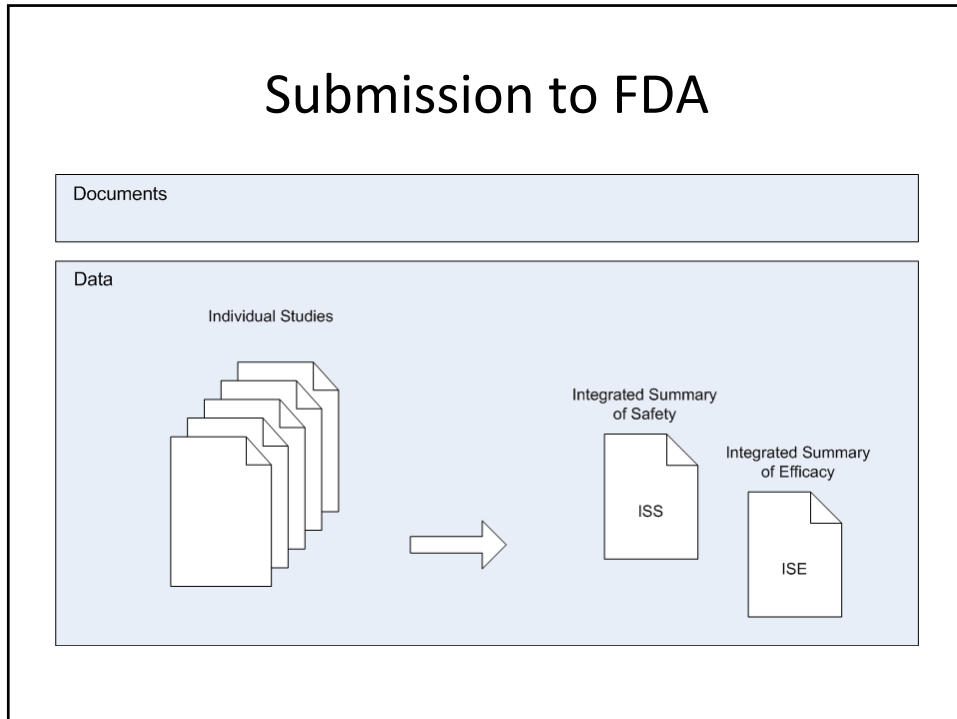 Submission to FDA
Documents
Data
Individual Studies
Integrated Summary
of Safety
ISS
Integrated Summary
of Efficacy
ISE